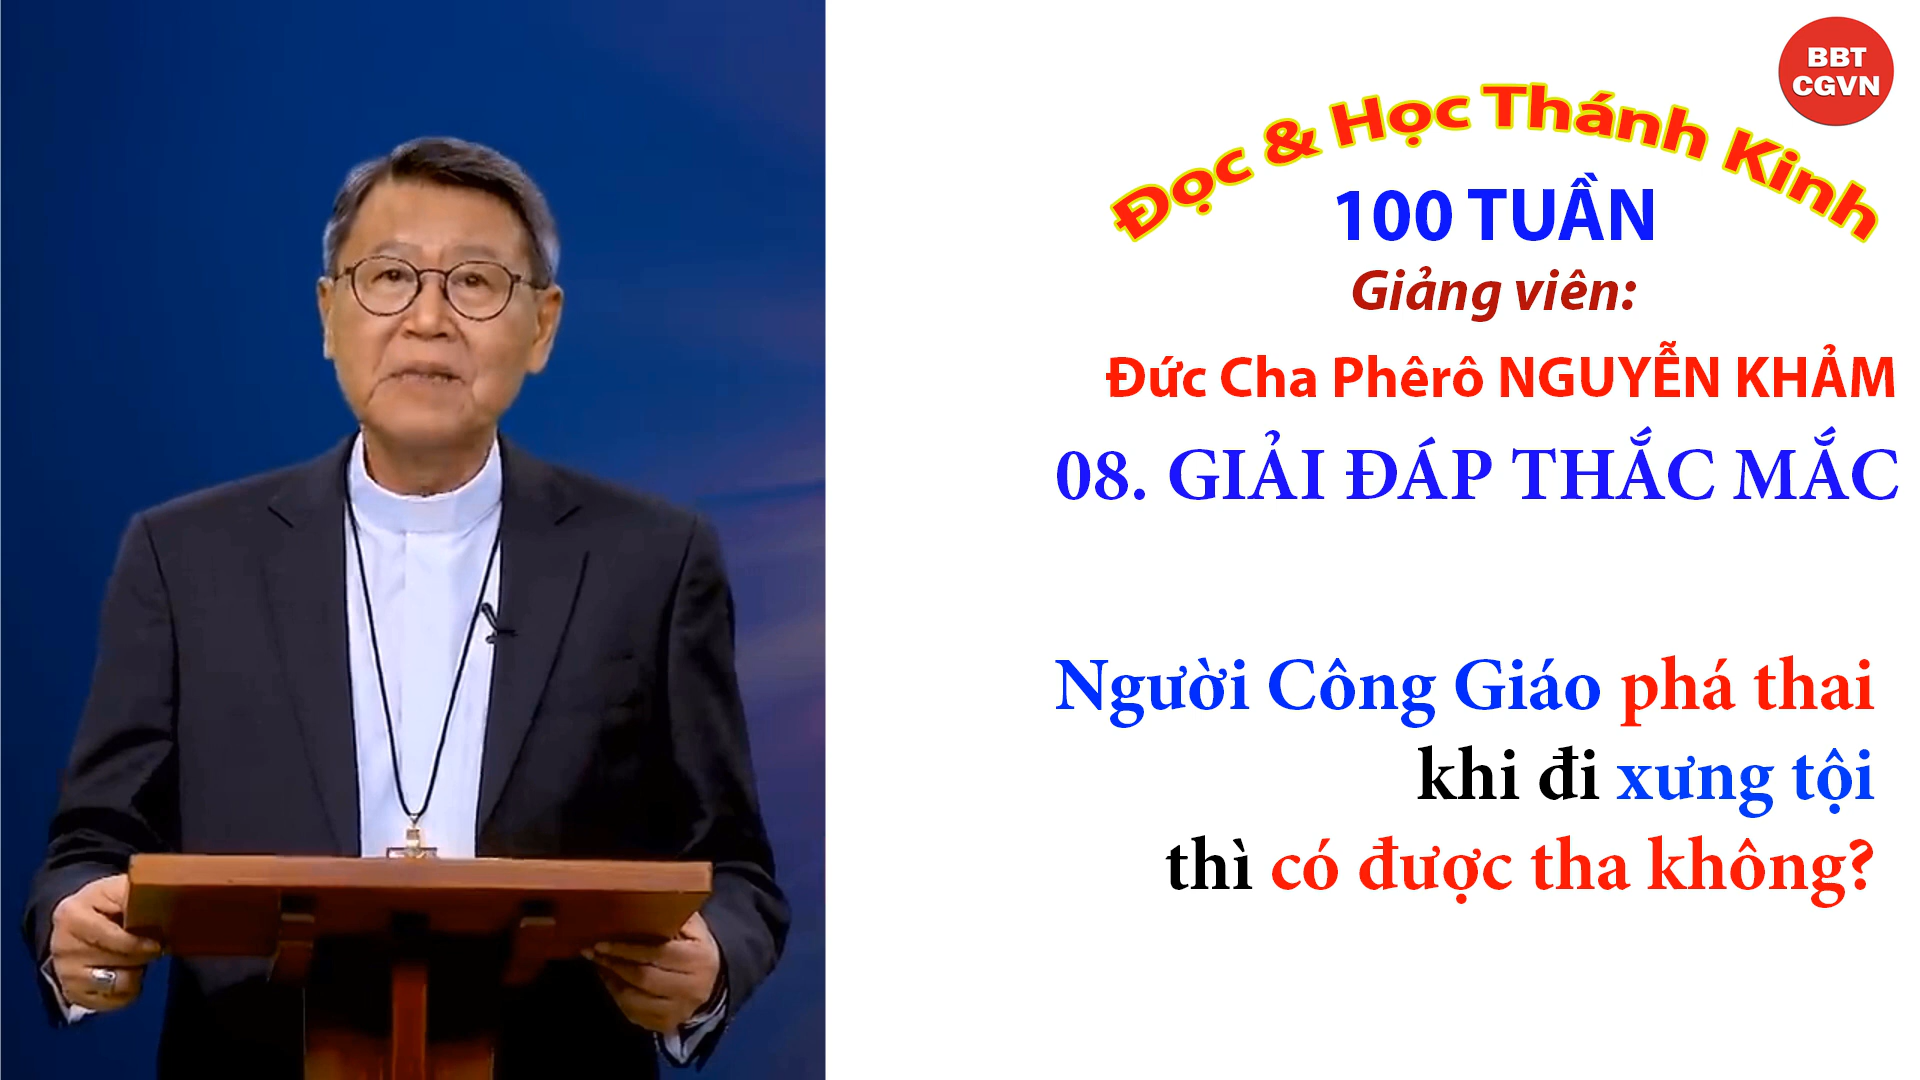 BBT
CGVN
Đọc & Học Thánh Kinh
100 TUẦN
Giảng viên:
Đức Cha Phêrô NGUYỄN KHẢM
08. GIẢI ĐÁP THẮC MẮC
Người Công Giáo phá thai
khi đi xưng tội
thì có được tha không?